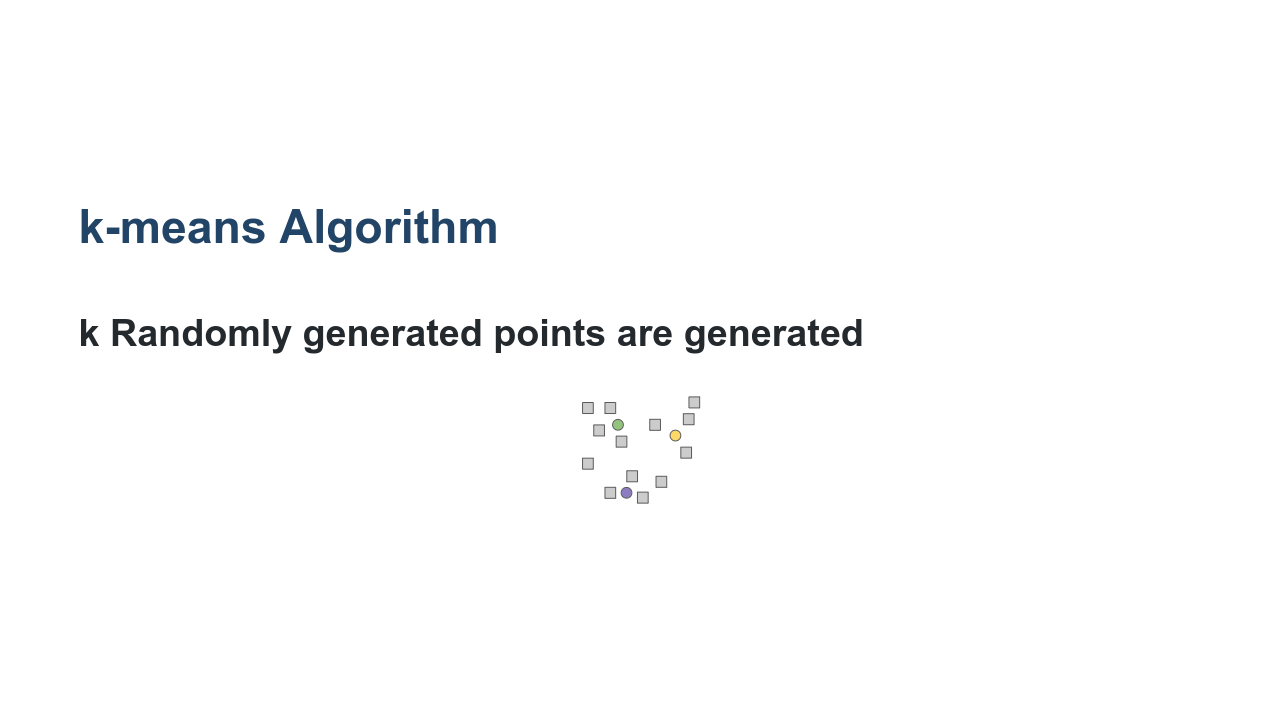 k-means Algorithm
k Randomly generated points are generated